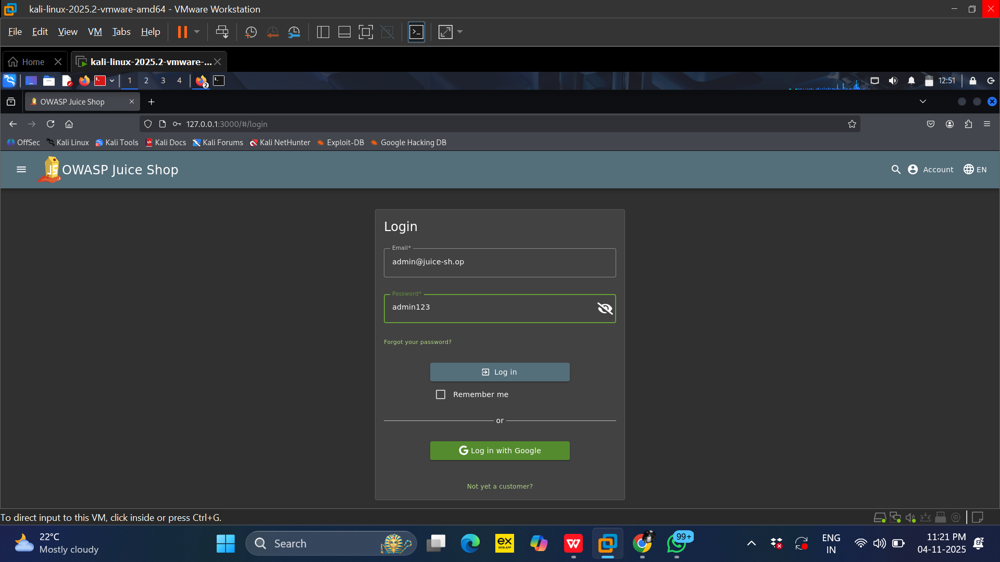 kali-linux-2025.2-vmware-amd64 - VMware Workstation
File Edit View VM Tabs Help
Home kali-linux-2025.2-vmware-...
1 2 3 4 2 12:51
OWASP Juice Shop
127.0.0.1:3000/#/login
OffSec Kali Linux Kali Tools Kali Docs Kali Forums Kali NetHunter Exploit-DB Google Hacking DB
JS OWASP Juice Shop Account EN
Login
Email*
admin@juice-sh.op
Password*
admin123
Forgot your password?
Log in
Remember me
or
G Log in with Google
Not yet a customer?
To direct input to this VM, click inside or press Ctrl+G.
22°C
Mostly cloudy
Search
ex
WEB APP
W
99+
ENG
IN
11:21 PM
04-11-2025